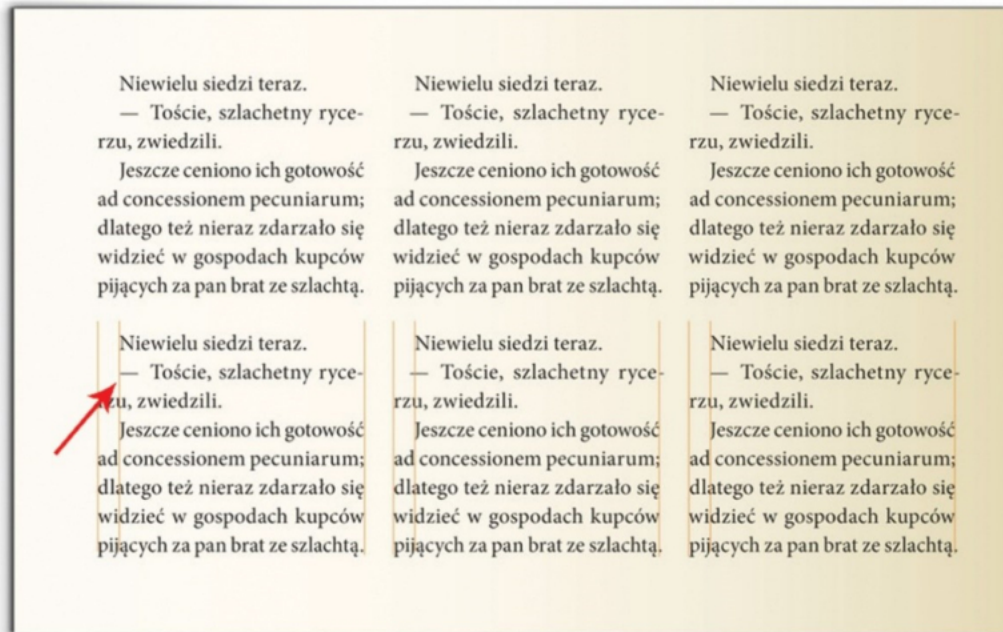 Niewielu siedzi teraz.
— Toście, szlachetny ryce-
rzu, zwiedzili.
Jeszcze ceniono ich gotowość
ad concessionem pecuniarum;
dlatego też nieraz zdarzało się
widzieć w gospodach kupców
pijących za pan brat ze szlachtą.
Niewielu siedzi teraz.
— Toście, szlachetny ryce-
rzu, zwiedzili.
Jeszcze ceniono ich gotowość
ad concessionem pecuniarum;
dlatego też nieraz zdarzało się
widzieć w gospodach kupców
pijących za pan brat ze szlachtą.
Niewielu siedzi teraz.
— Toście, szlachetny ryce-
rzu, zwiedzili.
Jeszcze ceniono ich gotowość
ad concessionem pecuniarum;
dlatego też nieraz zdarzało się
widzieć w gospodach kupców
pijących za pan brat ze szlachtą.
Niewielu siedzi teraz.
— Toście, szlachetny ryce-
rzu, zwiedzili.
Jeszcze ceniono ich gotowość
ad concessionem pecuniarum;
dlatego też nieraz zdarzało się
widzieć w gospodach kupców
pijących za pan brat ze szlachtą.
Niewielu siedzi teraz.
— Toście, szlachetny ryce-
rzu, zwiedzili.
Jeszcze ceniono ich gotowość
ad concessionem pecuniarum;
dlatego też nieraz zdarzało się
widzieć w gospodach kupców
pijących za pan brat ze szlachtą.
Niewielu siedzi teraz.
— Toście, szlachetny ryce-
rzu, zwiedzili.
Jeszcze ceniono ich gotowość
ad concessionem pecuniarum;
dlatego też nieraz zdarzało się
widzieć w gospodach kupców
pijących za pan brat ze szlachtą.